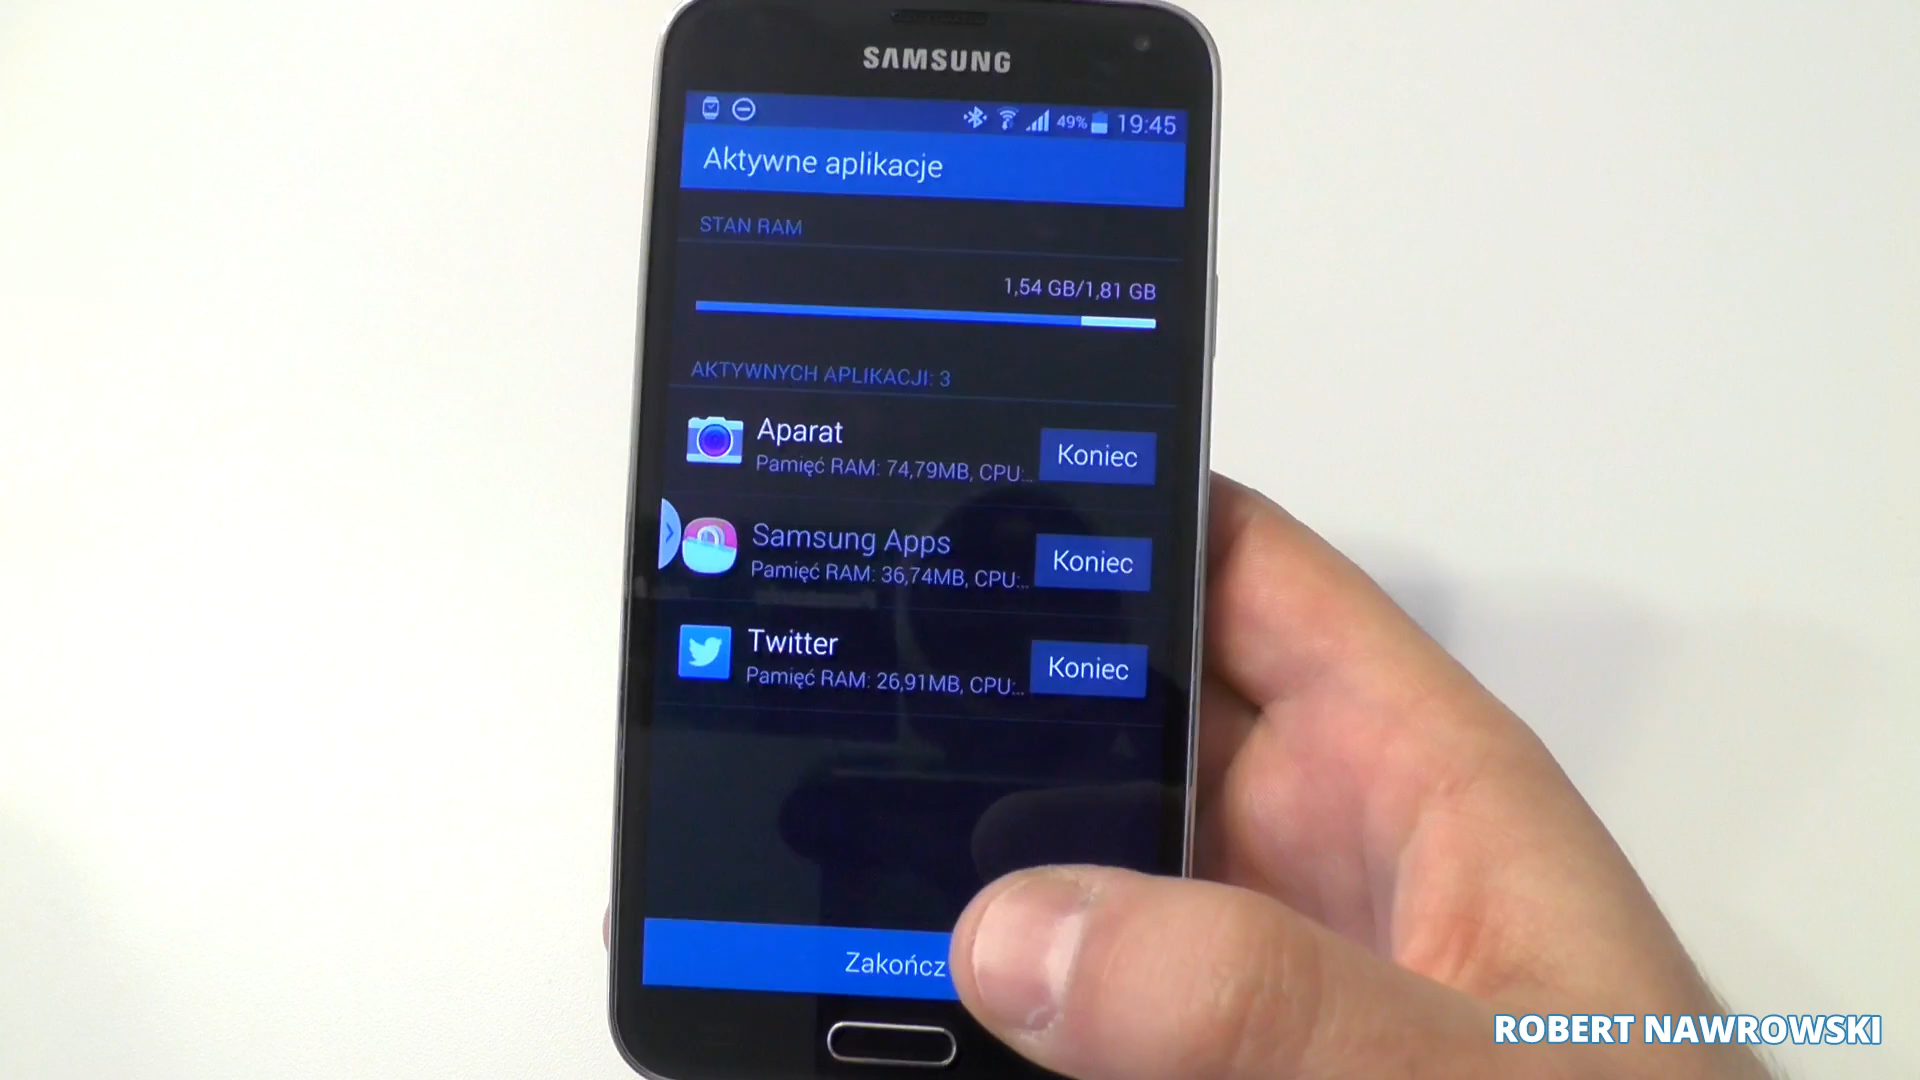 SAMSUNG
49% 19:45
Aktywne aplikacje
STAN RAM
1,54 GB/1,81 GB
AKTYWNYCH APLIKACJI: 3
Aparat
Pamięć RAM: 74,79MB, CPU:...
Koniec
Samsung Apps
Pamięć RAM: 36,74MB, CPU:...
Koniec
Twitter
Pamięć RAM: 26,91MB, CPU:...
Koniec
Zakończ
ROBERT NAWROWSKI